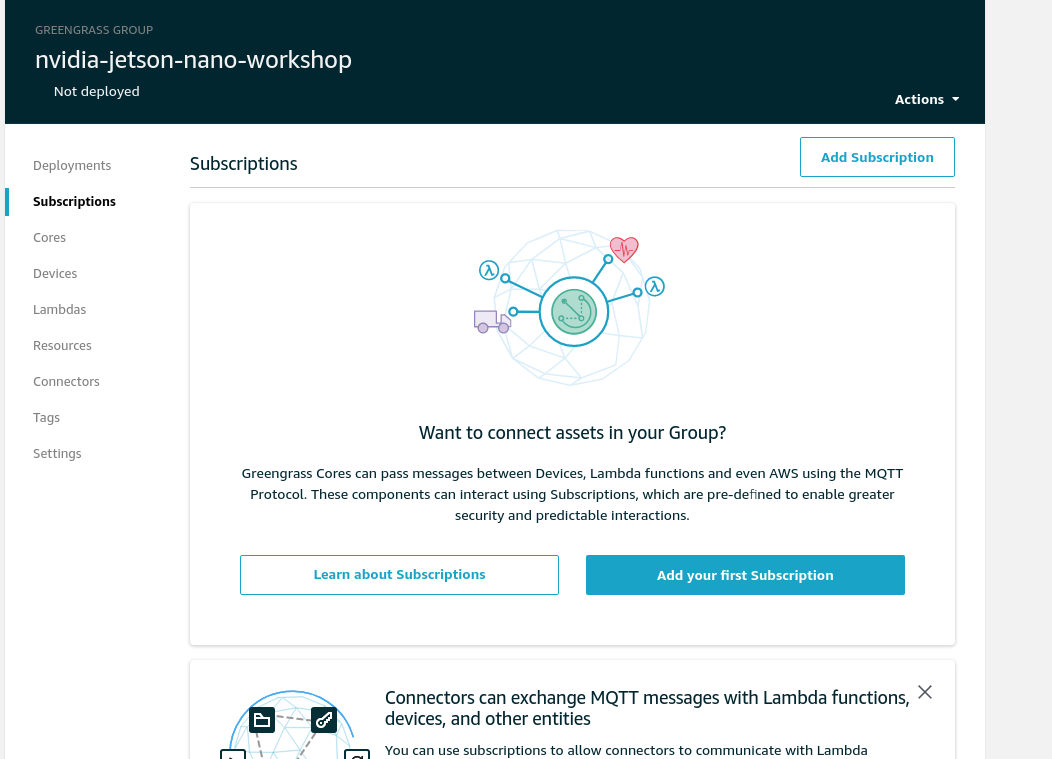 GREENGRASS GROUP
nvidia-jetson-nano-workshop
Not deployed
Actions
Deployments
Subscriptions
Cores
Devices
Lambdas
Resources
Connectors
Tags
Settings
Subscriptions
Add Subscription
λ
λ
Want to connect assets in your Group?
Greengrass Cores can pass messages between Devices, Lambda functions and even AWS using the MQTT
Protocol. These components can interact using Subscriptions, which are pre-defined to enable greater
security and predictable interactions.
Learn about Subscriptions
Add your first Subscription
Connectors can exchange MQTT messages with Lambda functions,
devices, and other entities
You can use subscriptions to allow connectors to communicate with Lambda